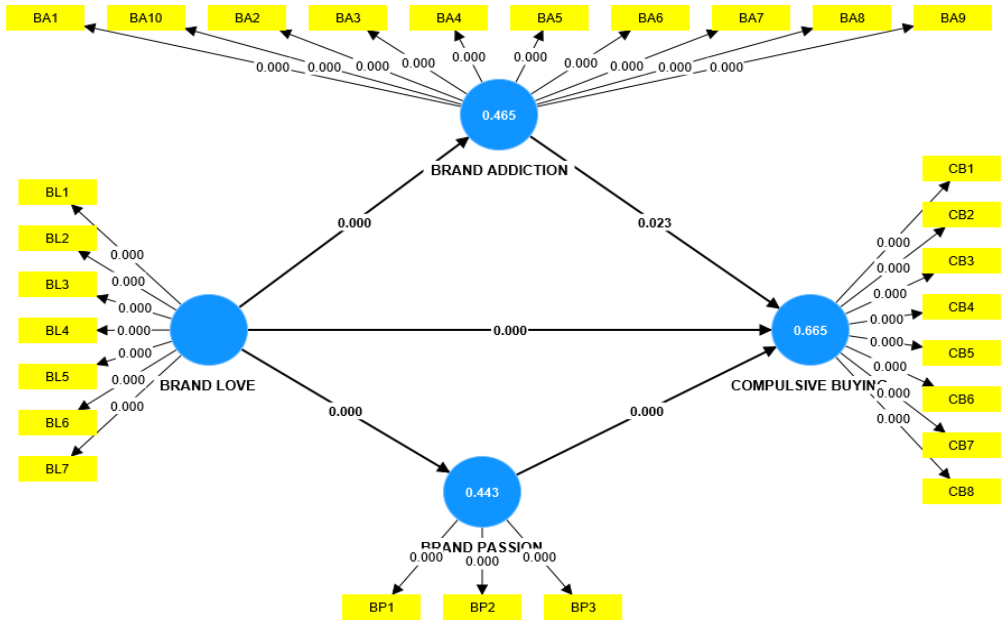 BA1 BA10 BA2 BA3 BA4 BA5 BA6 BA7 BA8 BA9
0.000 0.000 0.000 0.000 0.000 0.000 0.000 0.000 0.000 0.000
0.465
BRAND ADDICTION
CB1
BL1
CB2
0.000 0.023
BL2
0.000
0.000
CB3
0.000
0.000
BL3
0.000
0.000
CB4
0.000
BL4
0.000
0.000
0.665
0.000
CB5
0.000
BL5
0.000
BRAND LOVE
COMPULSIVE BUYING
0.000
0.000
CB6
0.000
0.000
0.000
0.000
BL6
CB7
BL7
CB8
0.443
BRAND PASSION
0.000 0.000 0.000
BP1 BP2 BP3